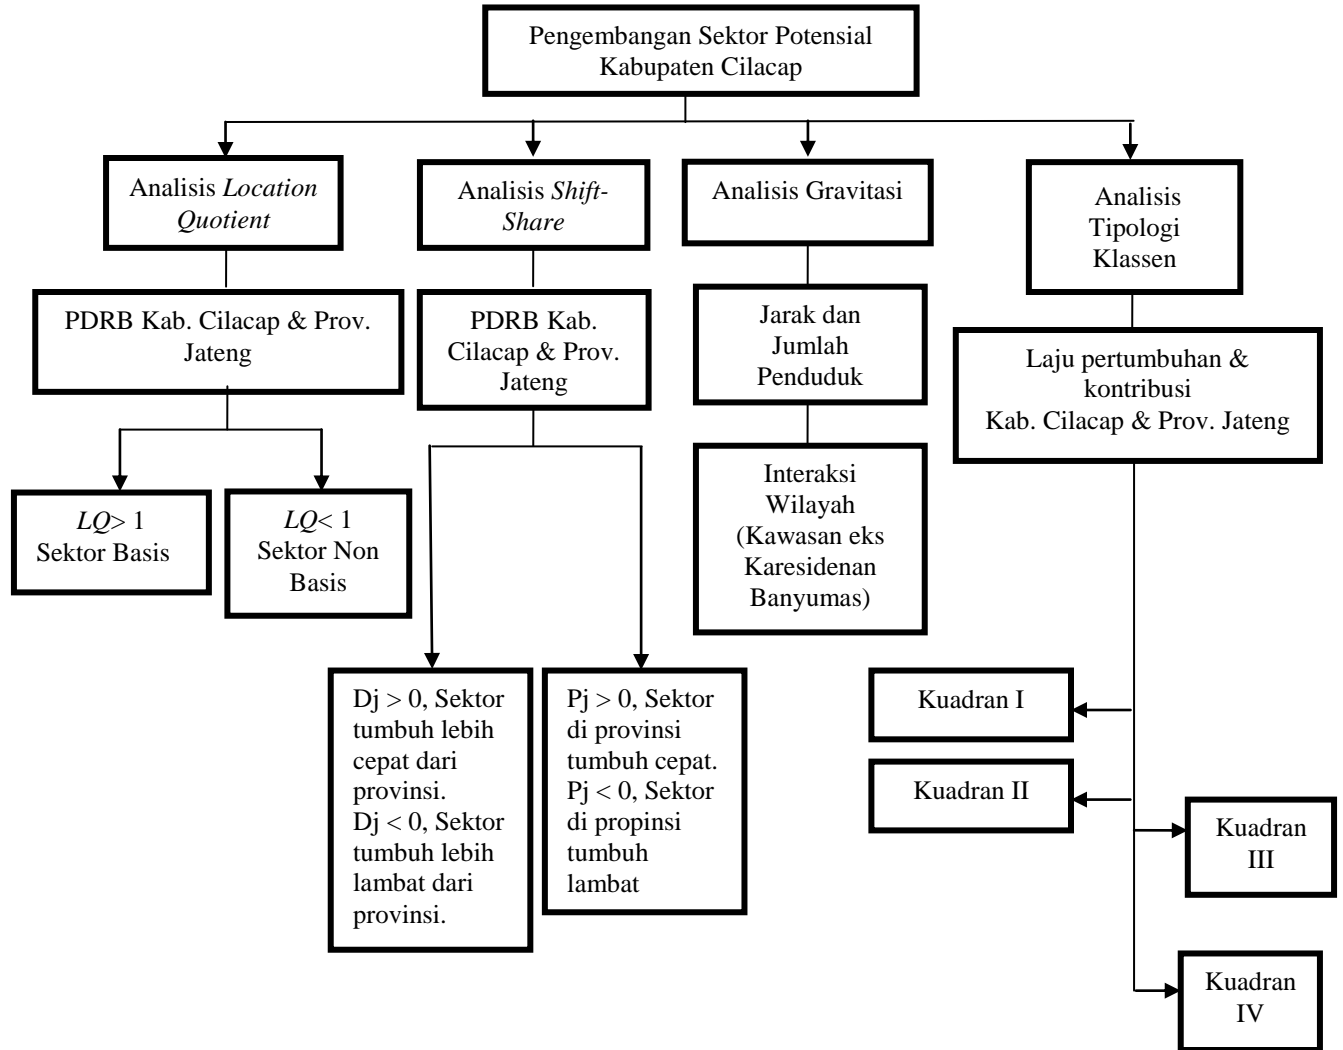 Pengembangan Sektor Potensial
Kabupaten Cilacap
Analisis Location
Quotient
Analisis Shift-
Share
Analisis Gravitasi
Analisis
Tipologi
Klassen
PDRB Kab. Cilacap & Prov.
Jateng
PDRB Kab.
Cilacap & Prov.
Jateng
Jarak dan
Jumlah
Penduduk
Laju pertumbuhan &
kontribusi
Kab. Cilacap & Prov. Jateng
LQ> 1
Sektor Basis
LQ< 1
Sektor Non
Basis
Interaksi
Wilayah
(Kawasan eks
Karesidenan
Banyumas)
Dj > 0, Sektor
tumbuh lebih
cepat dari
provinsi.
Dj < 0, Sektor
tumbuh lebih
lambat dari
provinsi.
Pj > 0, Sektor
di provinsi
tumbuh cepat.
Pj < 0, Sektor
di propinsi
tumbuh
lambat
Kuadran I
Kuadran II
Kuadran
III
Kuadran
IV